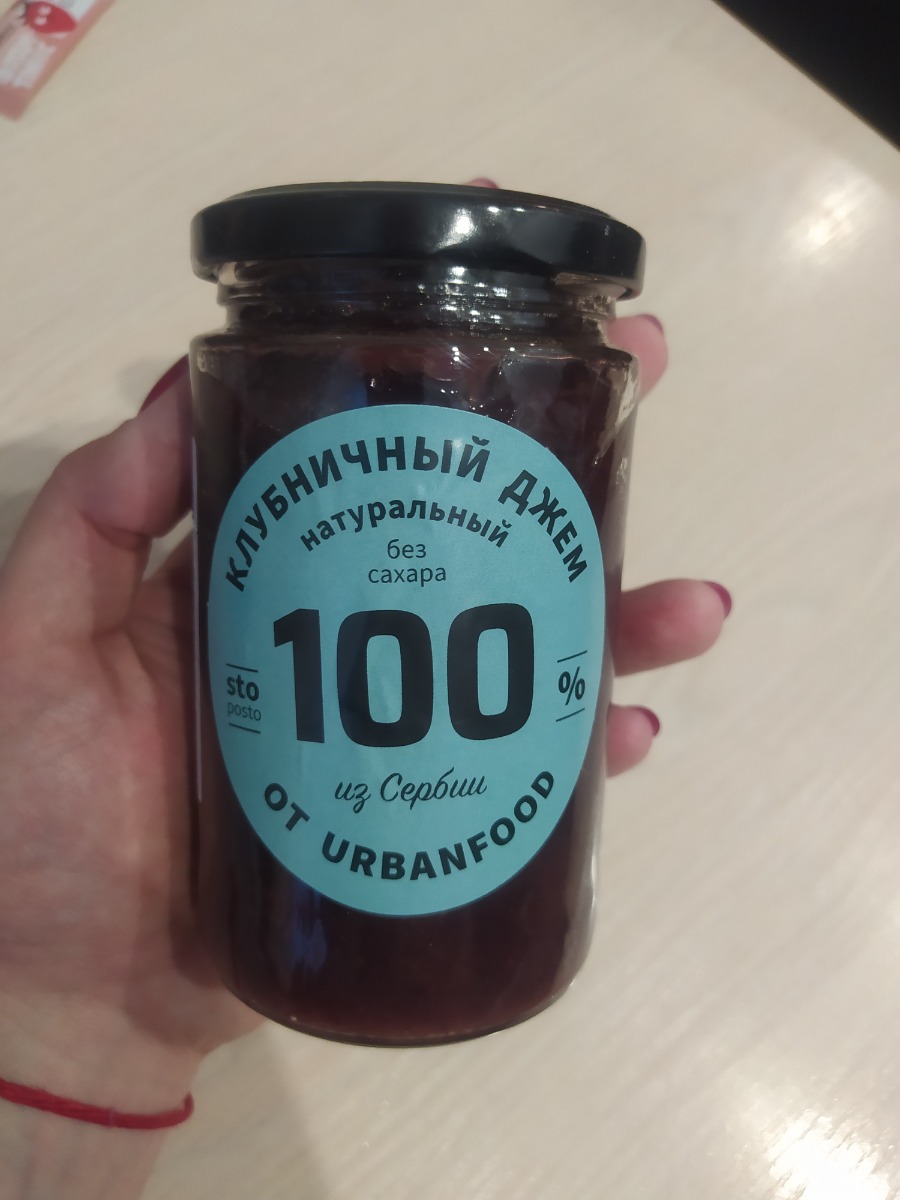 КЛУБНИЧНЫЙ ДЖЕМ
натуральный
без
сахара
100
sto
posto
%
из Сербии
ОТ URBANFOOD